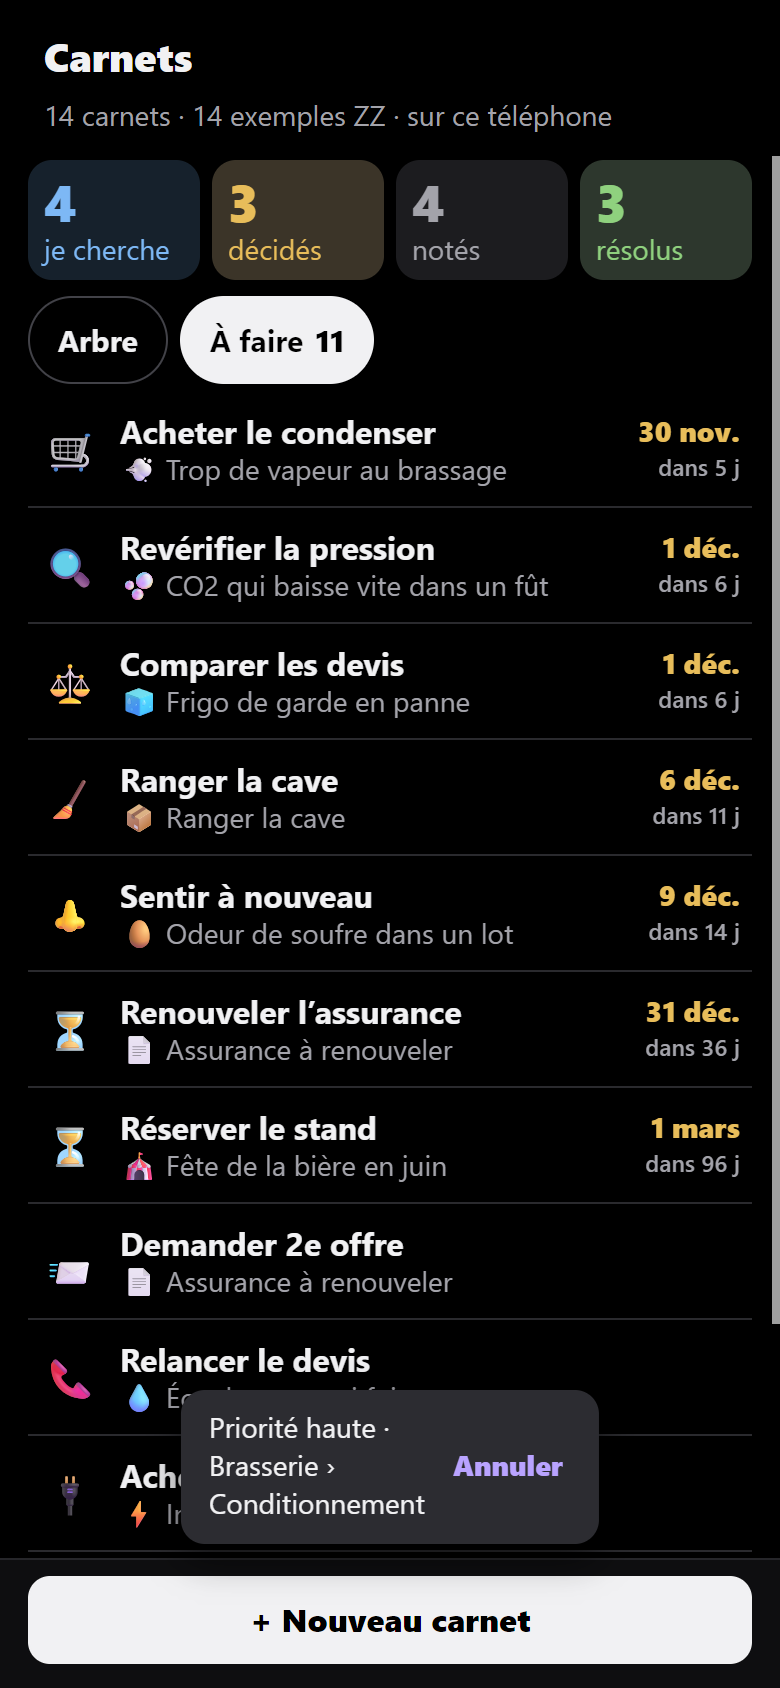 Carnets
14 carnets · 14 exemples ZZ · sur ce téléphone
4
je cherche
3
décidés
4
notés
3
résolus
Arbre
À faire 11
Acheter le condenser
30 nov.
Trop de vapeur au brassage
dans 5 j
Revérifier la pression
1 déc.
CO2 qui baisse vite dans un fût
dans 6 j
Comparer les devis
1 déc.
Frigo de garde en panne
dans 6 j
Ranger la cave
6 déc.
Ranger la cave
dans 11 j
Sentir à nouveau
9 déc.
Odeur de soufre dans un lot
dans 14 j
Renouveler l’assurance
31 déc.
Assurance à renouveler
dans 36 j
Réserver le stand
1 mars
Fête de la bière en juin
dans 96 j
Demander 2e offre
Assurance à renouveler
Relancer le devis
Priorité haute ·
Brasserie ›
Conditionnement
Annuler
+ Nouveau carnet